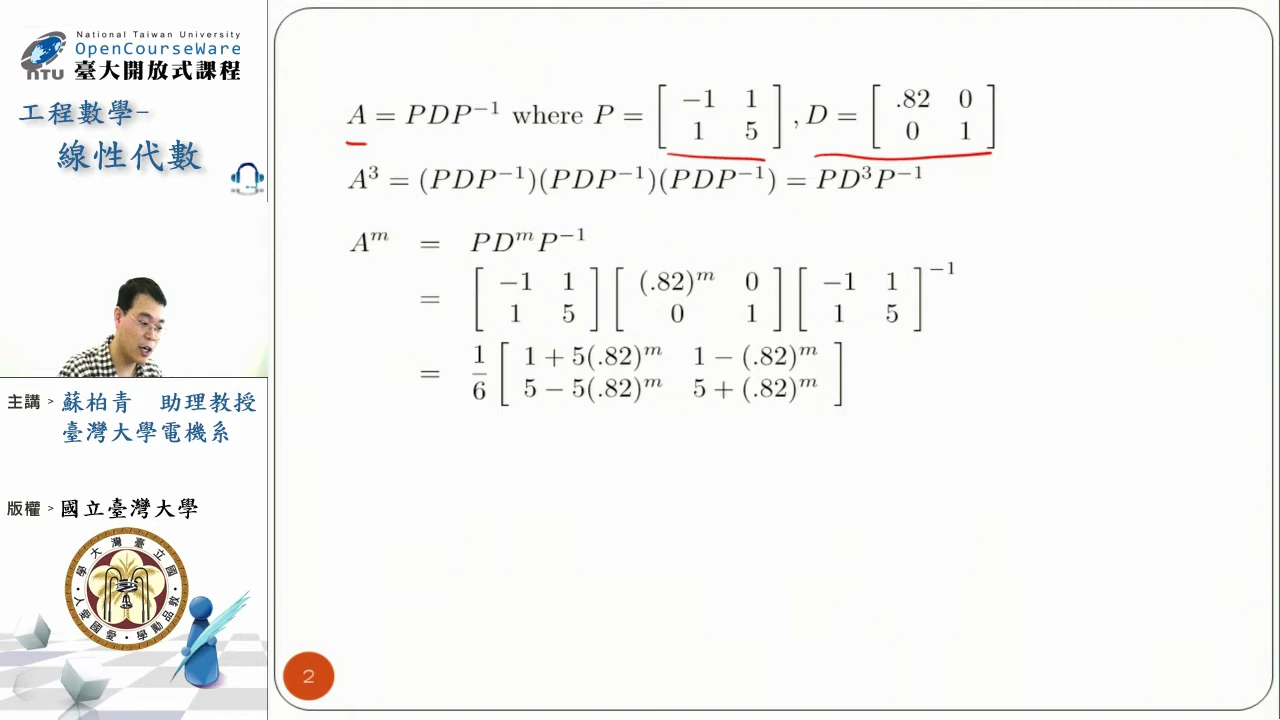 National Taiwan University
OpenCourseWare
NTU 臺大開放式課程
工程數學-
線性代數
主講 > 蘇柏青 助理教授
臺灣大學電機系
版權 > 國立臺灣大學
A = PDP⁻¹ where P = [ −1 1 ; 1 5 ], D = [ .82 0 ; 0 1 ]
A³ = (PDP⁻¹)(PDP⁻¹)(PDP⁻¹) = PD³P⁻¹
Aᵐ = PDᵐP⁻¹
= [ −1 1 ; 1 5 ] [ (.82)ᵐ 0 ; 0 1 ] [ −1 1 ; 1 5 ]⁻¹
= 1/6 [ 1 + 5(.82)ᵐ 1 − (.82)ᵐ ; 5 − 5(.82)ᵐ 5 + (.82)ᵐ ]
2